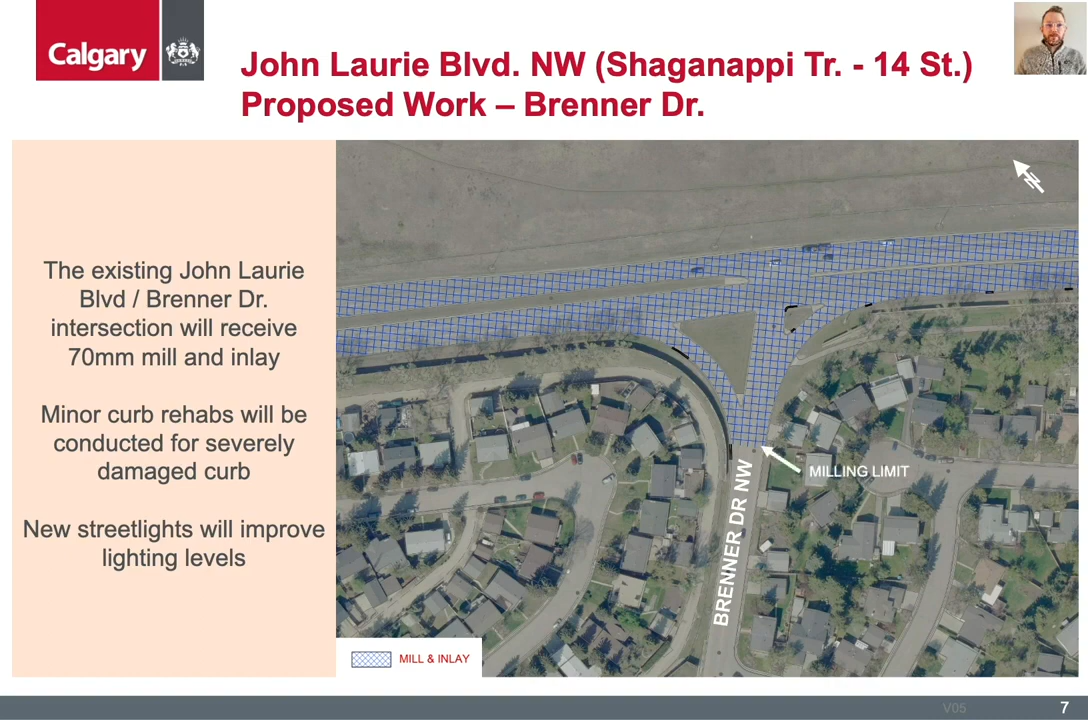 Calgary
John Laurie Blvd. NW (Shaganappi Tr. - 14 St.)
Proposed Work – Brenner Dr.
The existing John Laurie
Blvd / Brenner Dr.
intersection will receive
70mm mill and inlay
Minor curb rehabs will be
conducted for severely
damaged curb
New streetlights will improve
lighting levels
N
MILLING LIMIT
BRENNER DR NW
MILL & INLAY
V05
7